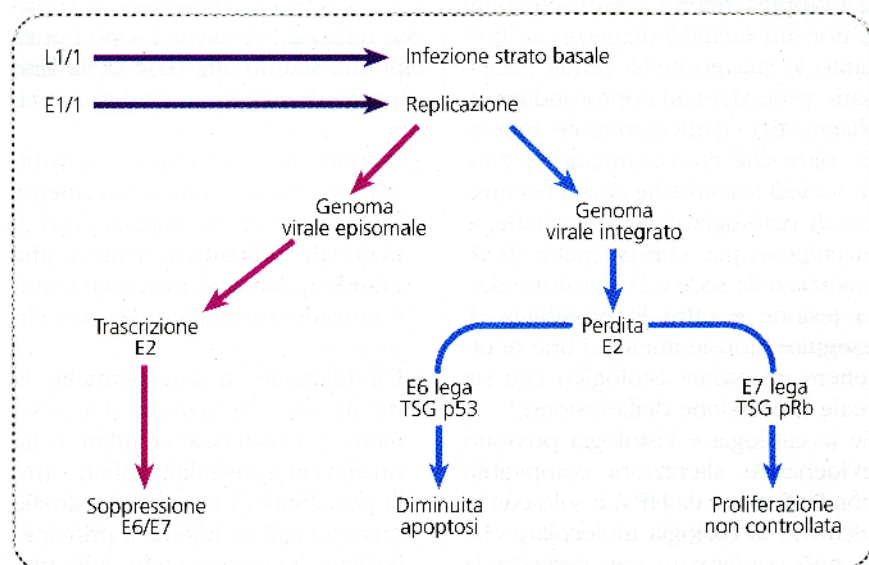 L1/1
Infezione strato basale
E1/1
Replicazione
Genoma
virale episomale
Genoma
virale integrato
Trascrizione
E2
Perdita
E2
E6 lega
TSG p53
E7 lega
TSG pRb
Soppressione
E6/E7
Diminuita
apoptosi
Proliferazione
non controllata